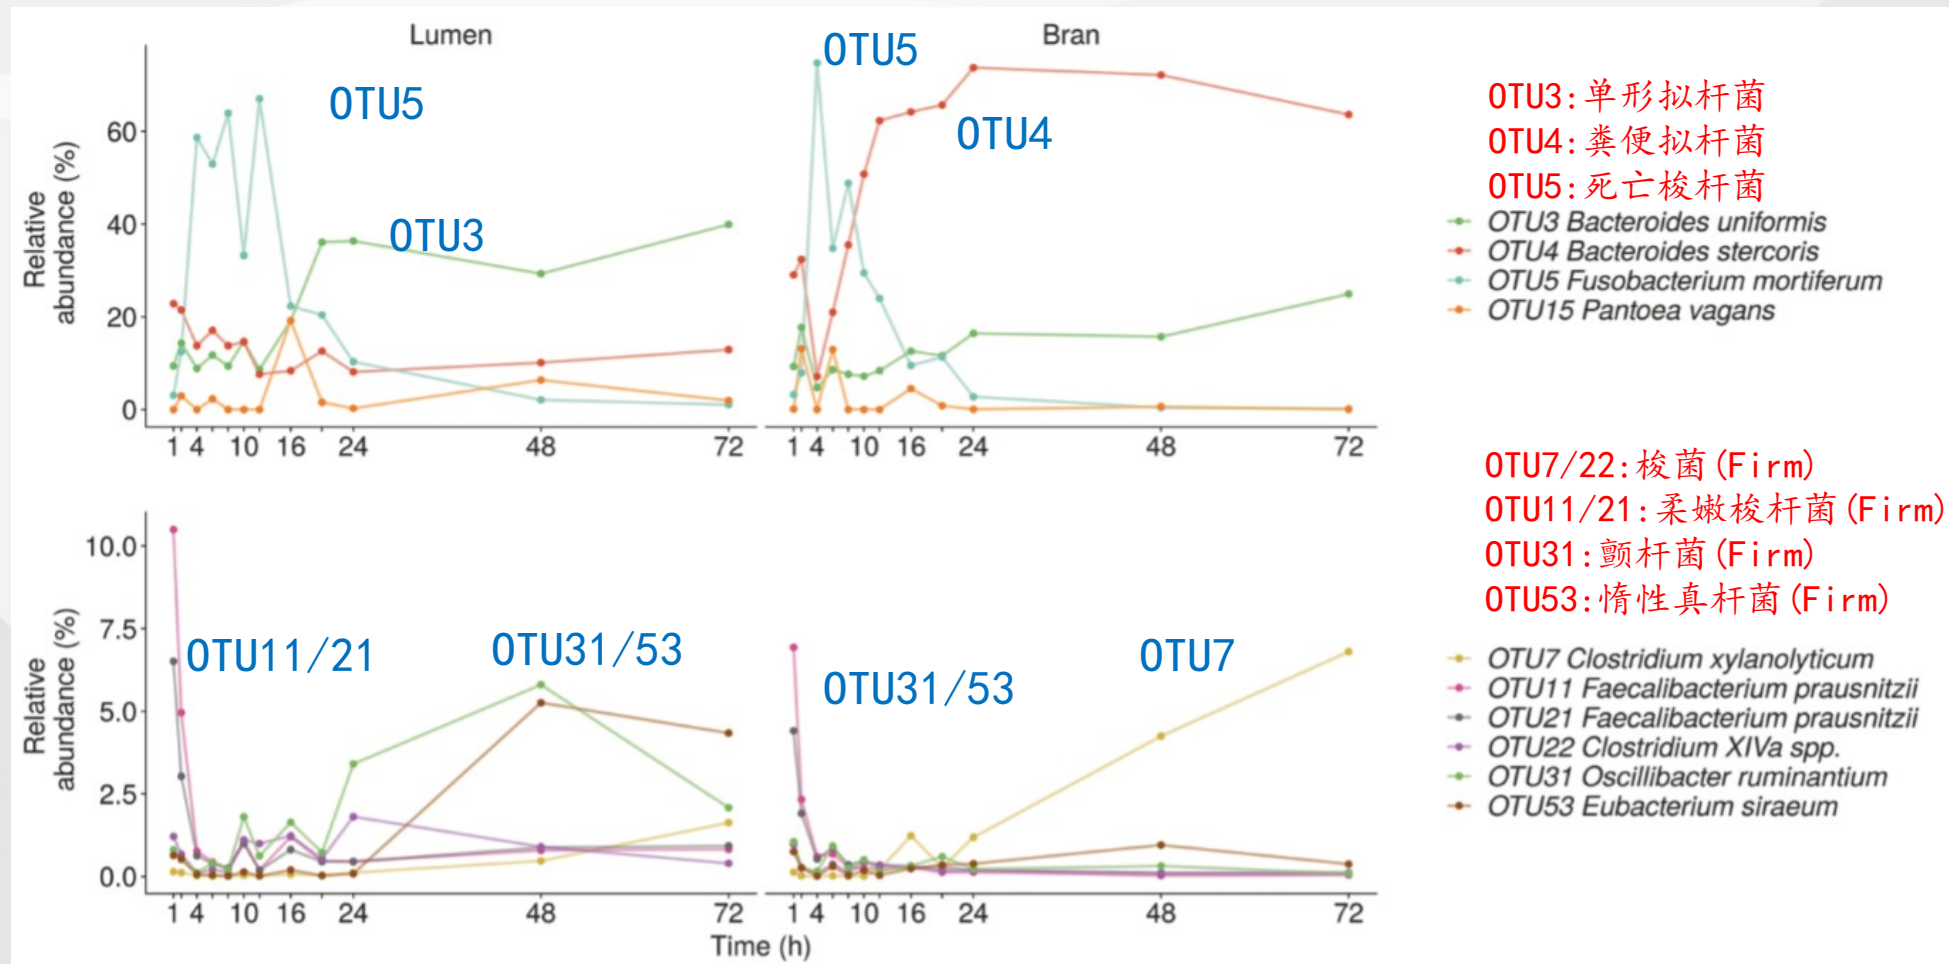 Lumen
Bran
OTU5
OTU5
OTU4
OTU3
Relative
abundance (%)
60
40
20
0
1 4 10 16 24 48 72
1 4 10 16 24 48 72
OTU3:单形拟杆菌
OTU4:粪便拟杆菌
OTU5:死亡梭杆菌
OTU3 Bacteroides uniformis
OTU4 Bacteroides stercoris
OTU5 Fusobacterium mortiferum
OTU15 Pantoea vagans
Relative
abundance (%)
10.0
7.5
5.0
2.5
0.0
OTU11/21
OTU31/53
OTU31/53
OTU7
1 4 10 16 24 48 72
1 4 10 16 24 48 72
Time (h)
OTU7/22:梭菌(Firm)
OTU11/21:柔嫩梭杆菌(Firm)
OTU31:颤杆菌(Firm)
OTU53:惰性真杆菌(Firm)
OTU7 Clostridium xylanolyticum
OTU11 Faecalibacterium prausnitzii
OTU21 Faecalibacterium prausnitzii
OTU22 Clostridium XIVa spp.
OTU31 Oscillibacter ruminantium
OTU53 Eubacterium siraeum